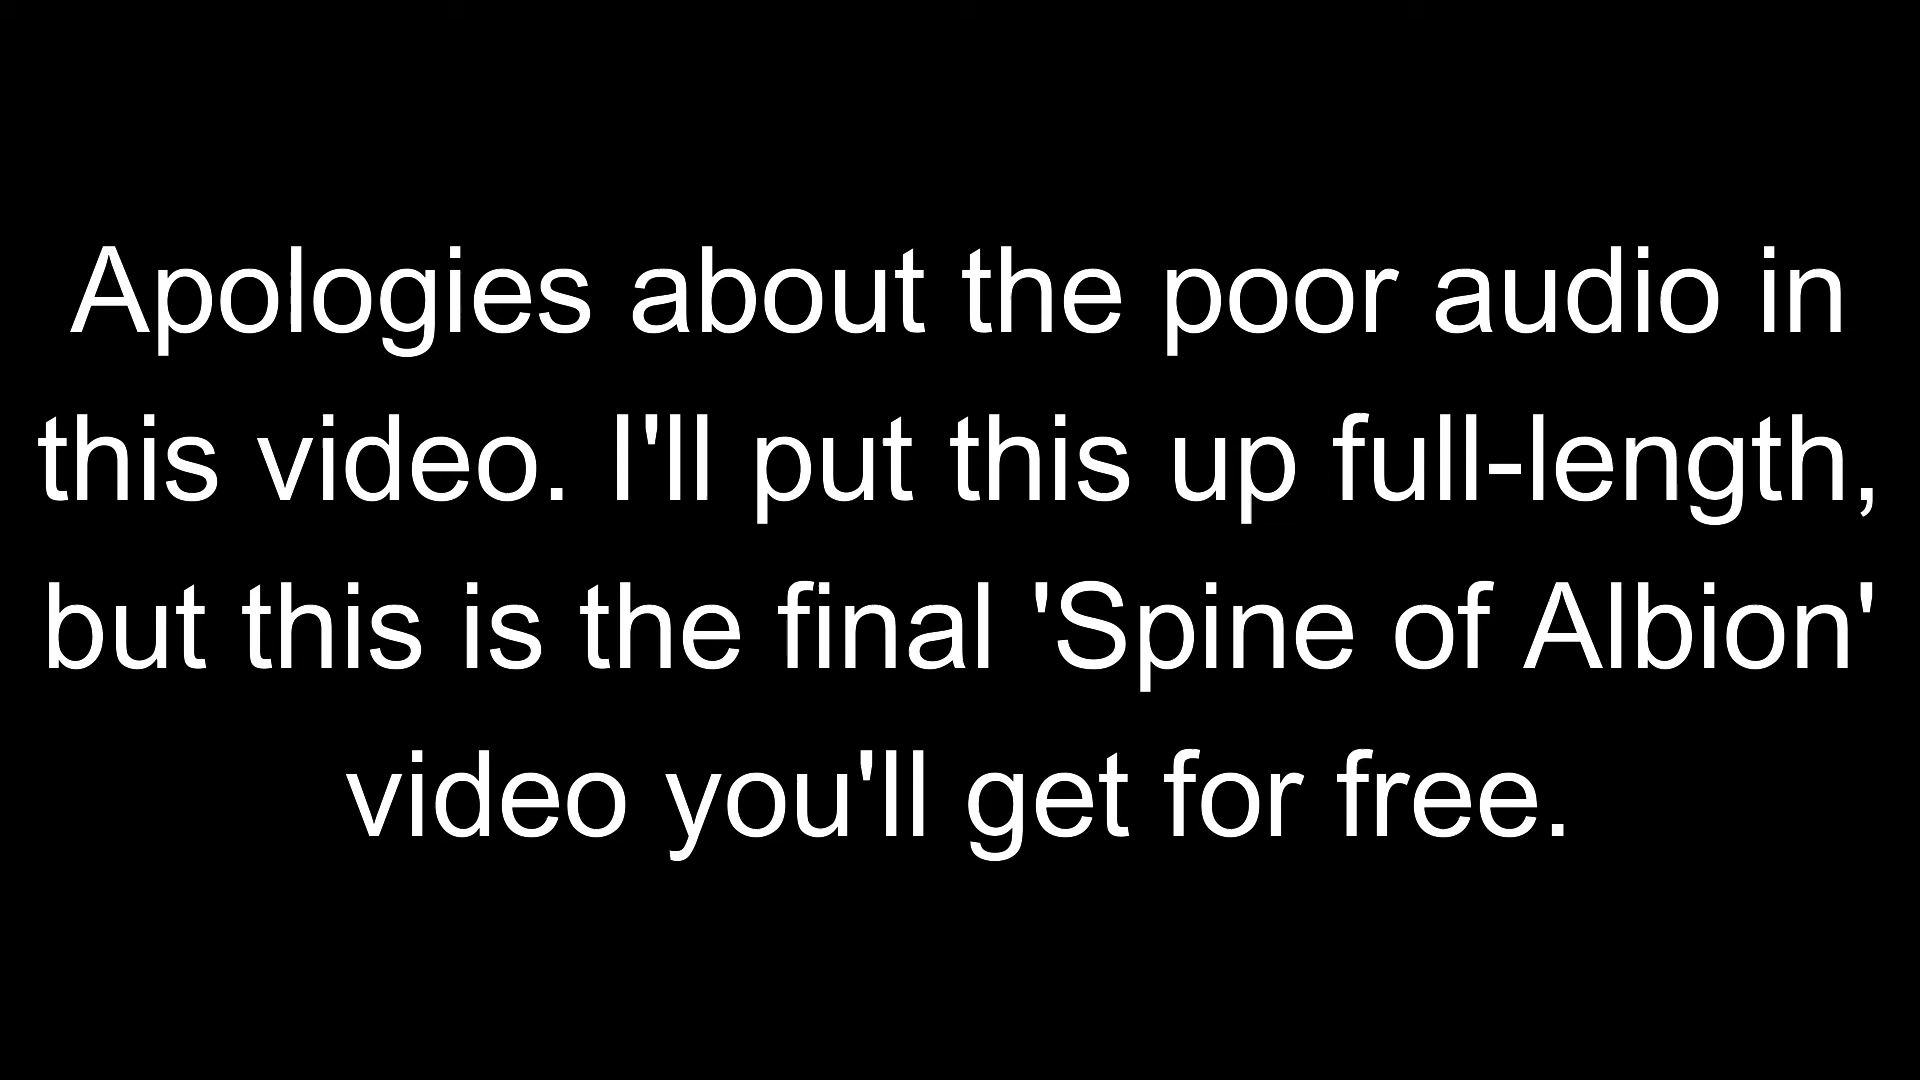 Apologies about the poor audio in
this video. I'll put this up full-length,
but this is the final 'Spine of Albion'
video you'll get for free.